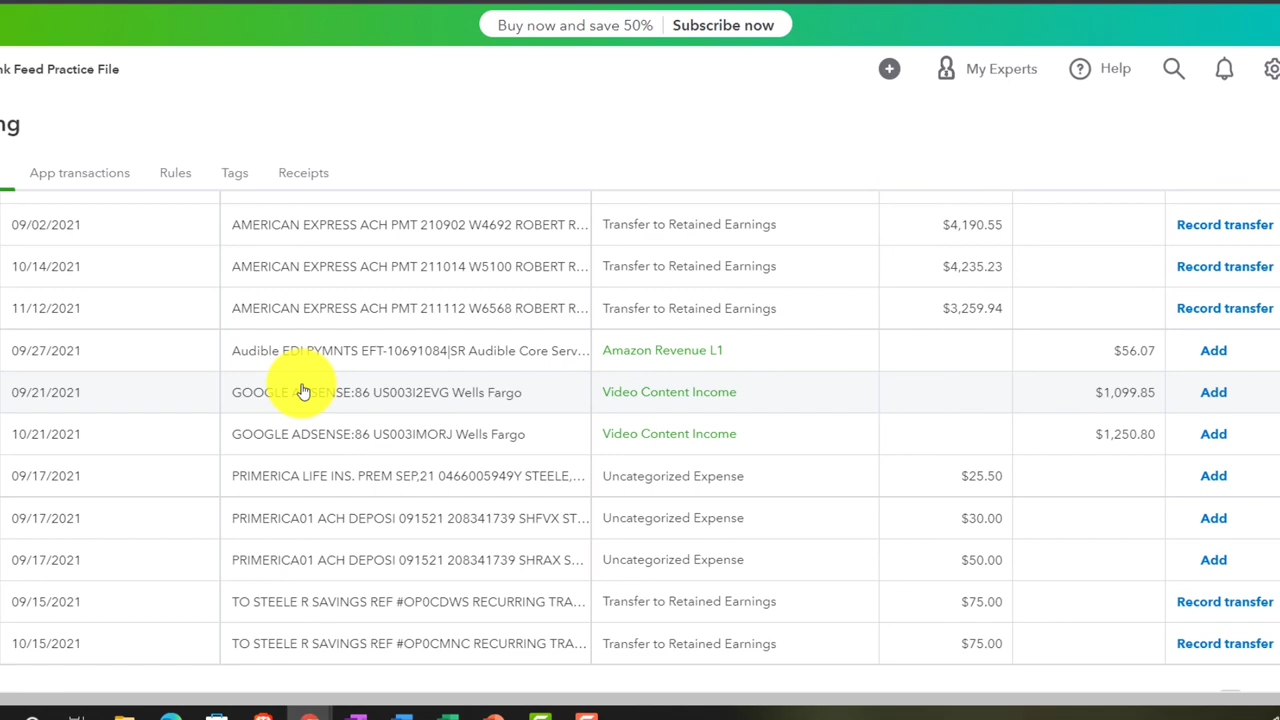 Buy now and save 50% Subscribe now
nk Feed Practice File My Experts Help
ng
App transactions Rules Tags Receipts
09/02/2021 AMERICAN EXPRESS ACH PMT 210902 W4692 ROBERT R... Transfer to Retained Earnings $4,190.55 Record transfer
10/14/2021 AMERICAN EXPRESS ACH PMT 211014 W5100 ROBERT R... Transfer to Retained Earnings $4,235.23 Record transfer
11/12/2021 AMERICAN EXPRESS ACH PMT 211112 W6568 ROBERT R... Transfer to Retained Earnings $3,259.94 Record transfer
09/27/2021 Audible EDI PYMNTS EFT-10691084|SR Audible Core Serv... Amazon Revenue L1 $56.07 Add
09/21/2021 GOOGLE ADSENSE:86 US003I2EVG Wells Fargo Video Content Income $1,099.85 Add
10/21/2021 GOOGLE ADSENSE:86 US003IMORJ Wells Fargo Video Content Income $1,250.80 Add
09/17/2021 PRIMERICA LIFE INS. PREM SEP,21 0466005949Y STEELE,... Uncategorized Expense $25.50 Add
09/17/2021 PRIMERICA01 ACH DEPOSI 091521 208341739 SHFVX ST... Uncategorized Expense $30.00 Add
09/17/2021 PRIMERICA01 ACH DEPOSI 091521 208341739 SHRAX S... Uncategorized Expense $50.00 Add
09/15/2021 TO STEELE R SAVINGS REF #OP0CDWS RECURRING TRA... Transfer to Retained Earnings $75.00 Record transfer
10/15/2021 TO STEELE R SAVINGS REF #OP0CMNC RECURRING TRA... Transfer to Retained Earnings $75.00 Record transfer